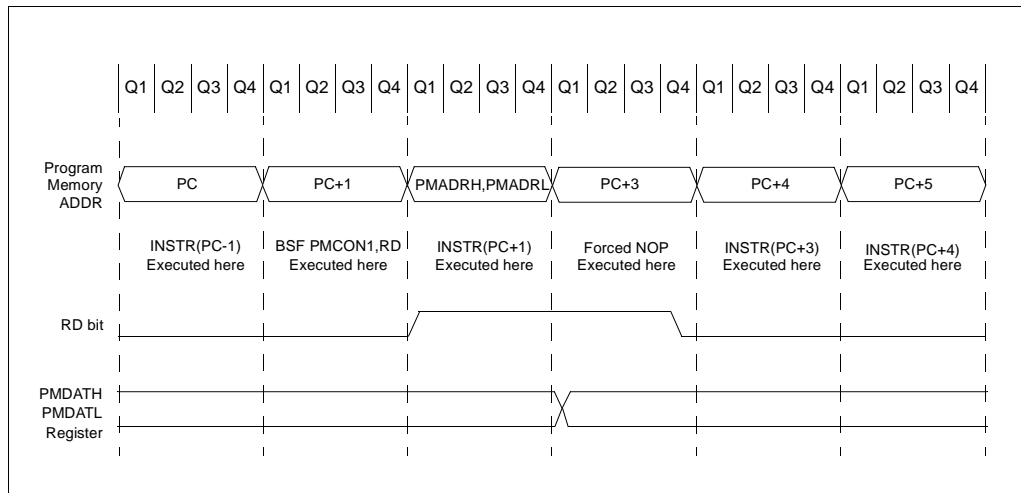 Q1 Q2 Q3 Q4 Q1 Q2 Q3 Q4 Q1 Q2 Q3 Q4 Q1 Q2 Q3 Q4 Q1 Q2 Q3 Q4 Q1 Q2 Q3 Q4
Program
Memory
ADDR
PC PC+1 PMADRH,PMADRL PC+3 PC+4 PC+5
INSTR(PC-1) BSF PMCON1,RD INSTR(PC+1) Forced NOP INSTR(PC+3) INSTR(PC+4)
Executed here Executed here Executed here Executed here Executed here Executed here
RD bit
PMDATH
PMDATL
Register